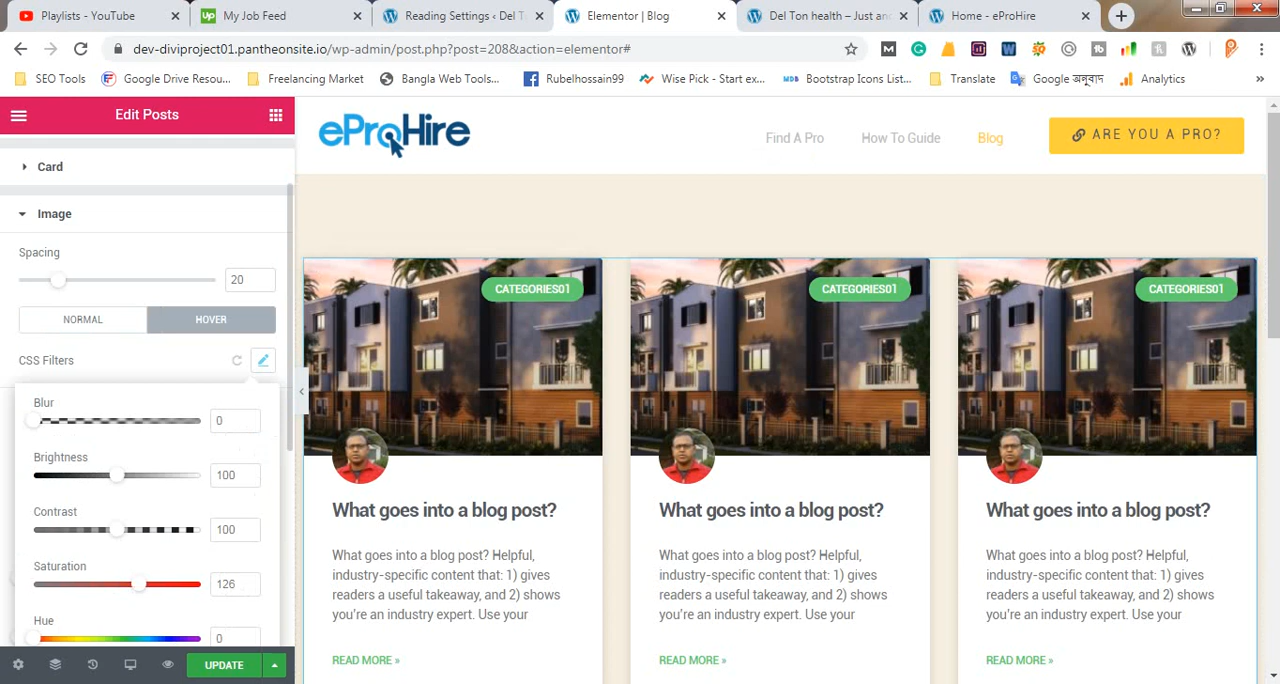 Playlists - YouTube
My Job Feed
Reading Settings ‹ Del T
Elementor | Blog
Del Ton health – Just an
Home - eProHire
dev-diviproject01.pantheonsite.io/wp-admin/post.php?post=208&action=elementor#
SEO Tools
Google Drive Resou...
Freelancing Market
Bangla Web Tools...
Rubelhossain99
Wise Pick - Start ex...
Bootstrap Icons List...
Translate
Google অনুবাদ
Analytics
»
Edit Posts
eProHire
Find A Pro
How To Guide
Blog
ARE YOU A PRO?
Card
Image
Spacing
20
NORMAL
HOVER
CSS Filters
Blur
0
Brightness
100
Contrast
100
Saturation
126
Hue
0
UPDATE
CATEGORIES01
What goes into a blog post?
What goes into a blog post? Helpful,
industry-specific content that: 1) gives
readers a useful takeaway, and 2) shows
you’re an industry expert. Use your
READ MORE »
CATEGORIES01
What goes into a blog post?
What goes into a blog post? Helpful,
industry-specific content that: 1) gives
readers a useful takeaway, and 2) shows
you’re an industry expert. Use your
READ MORE »
CATEGORIES01
What goes into a blog post?
What goes into a blog post? Helpful,
industry-specific content that: 1) gives
readers a useful takeaway, and 2) shows
you’re an industry expert. Use your
READ MORE »